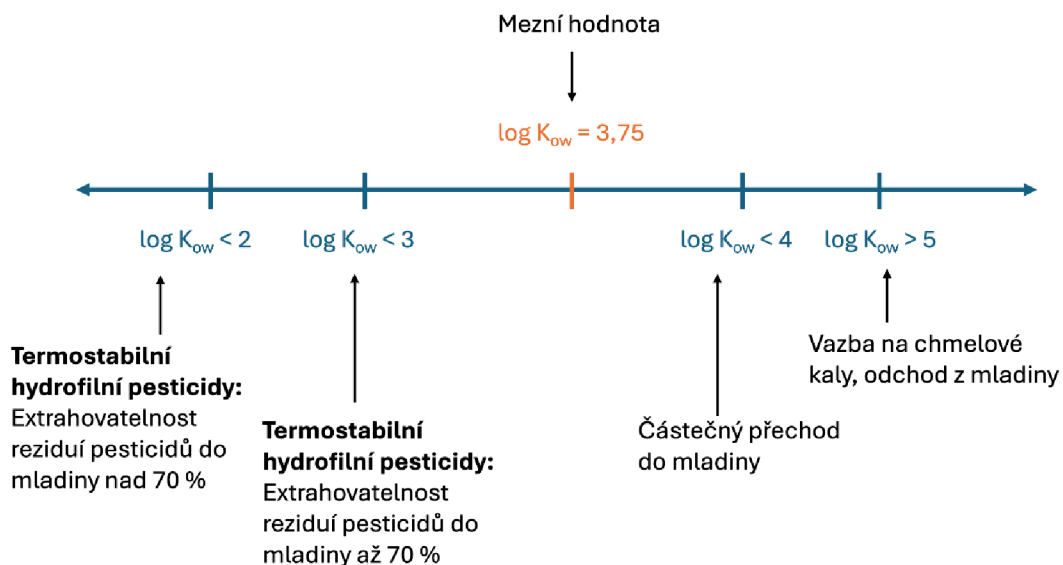 Mezní hodnota
log Kow = 3,75
log Kow < 2
log Kow < 3
log Kow < 4
log Kow > 5
Termostabilní
hydrofilní pesticidy:
Extrahovatelnost
reziduí pesticidů do
mladiny nad 70 %
Termostabilní
hydrofilní pesticidy:
Extrahovatelnost
reziduí pesticidů do
mladiny až 70 %
Částečný přechod
do mladiny
Vazba na chmelové
kaly, odchod z mladiny